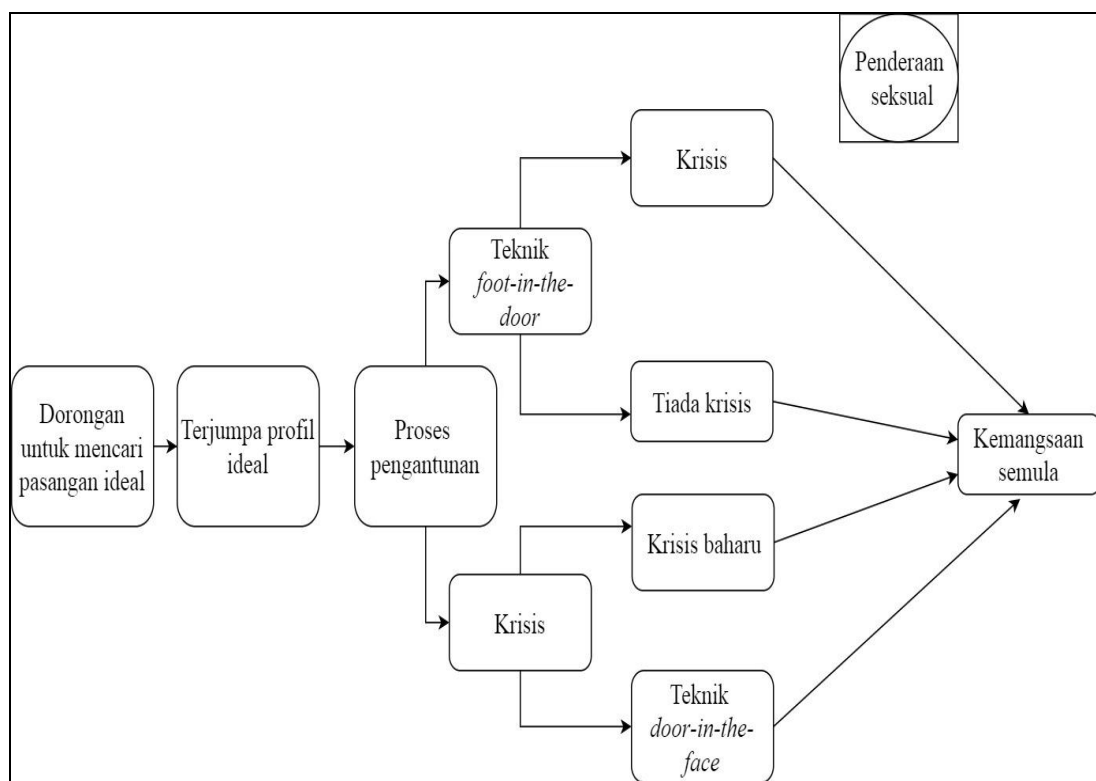 Penderaan
seksual
Krisis
Teknik
foot-in-the-
door
Dorongan
untuk mencari
pasangan ideal
Terjumpa profil
ideal
Proses
pengantunan
Tiada krisis
Kemangsaan
semula
Krisis baharu
Krisis
Teknik
door-in-the-
face